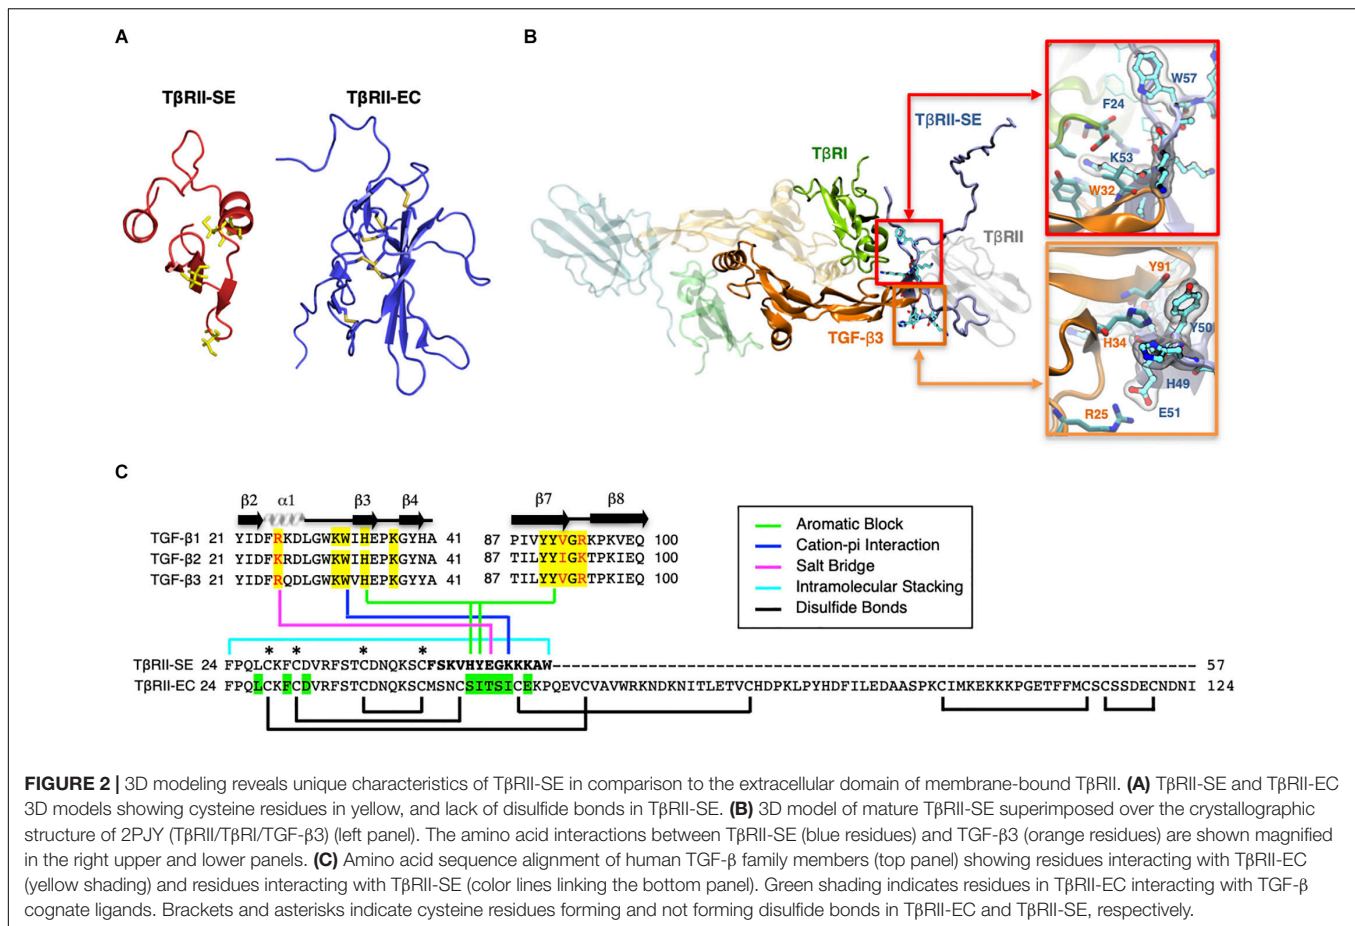 A
B
TβRII-SE
TβRII-EC
TβRII-SE
TβRI
TβRII
TGF-β3
W57
F24
K53
W32
Y91
Y50
H34
H49
E51
R25
C
β2 α1 β3 β4 β7 β8
TGF-β1 21 YIDFRKDLGWKWIHEPKGYHA 41 87 PIVYYVGRKPKVEQ 100
TGF-β2 21 YIDFKRDLGWKWIHEPKGYNA 41 87 TLLYYIGKTPKIEQ 100
TGF-β3 21 YIDFRQDLGWKWVHEPKGYYA 41 87 TILYYVGRTPKIEQ 100
Aromatic Block
Cation-pi Interaction
Salt Bridge
Intramolecular Stacking
Disulfide Bonds
* * * *
TβRII-SE 24 FPQLCKFCDVRFSTCDNQKSCFSKVHYEGKKKAW----------------------------------------------------------------------- 57
TβRII-EC 24 FPQLCKFCDVRFSTCDNQKSCMSNCSITSICEKPQEVCVAVWRKNDKNITLETVCHDPKLPYHDFILEDAASPKCIMKEKKKPGETFFMCSCSSDECNDNI 124
FIGURE 2 | 3D modeling reveals unique characteristics of TβRII-SE in comparison to the extracellular domain of membrane-bound TβRII. (A) TβRII-SE and TβRII-EC
3D models showing cysteine residues in yellow, and lack of disulfide bonds in TβRII-SE. (B) 3D model of mature TβRII-SE superimposed over the crystallographic
structure of 2PJY (TβRII/TβRI/TGF-β3) (left panel). The amino acid interactions between TβRII-SE (blue residues) and TGF-β3 (orange residues) are shown magnified
in the right upper and lower panels. (C) Amino acid sequence alignment of human TGF-β family members (top panel) showing residues interacting with TβRII-EC
(yellow shading) and residues interacting with TβRII-SE (color lines linking the bottom panel). Green shading indicates residues in TβRII-EC interacting with TGF-β
cognate ligands. Brackets and asterisks indicate cysteine residues forming and not forming disulfide bonds in TβRII-EC and TβRII-SE, respectively.